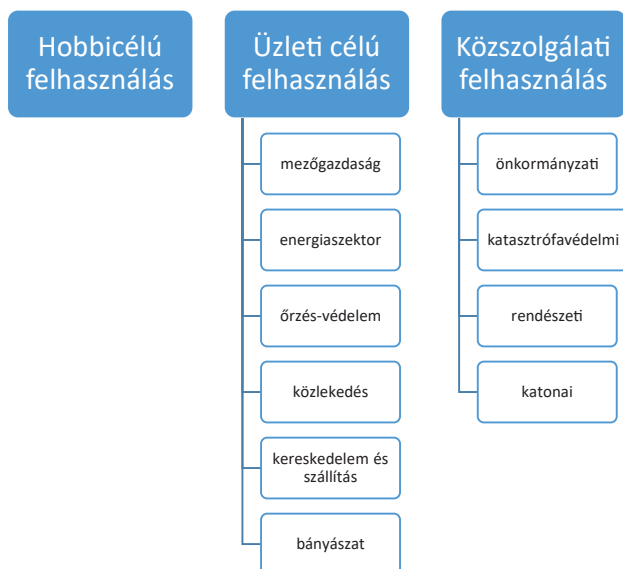 Hobbicélú
felhasználás
Üzleti célú
felhasználás
mezőgazdaság
energiaszektor
őrzés-védelem
közlekedés
kereskedelem és
szállítás
bányászat
Közszolgálati
felhasználás
önkormányzati
katasztrófavédelmi
rendészeti
katonai